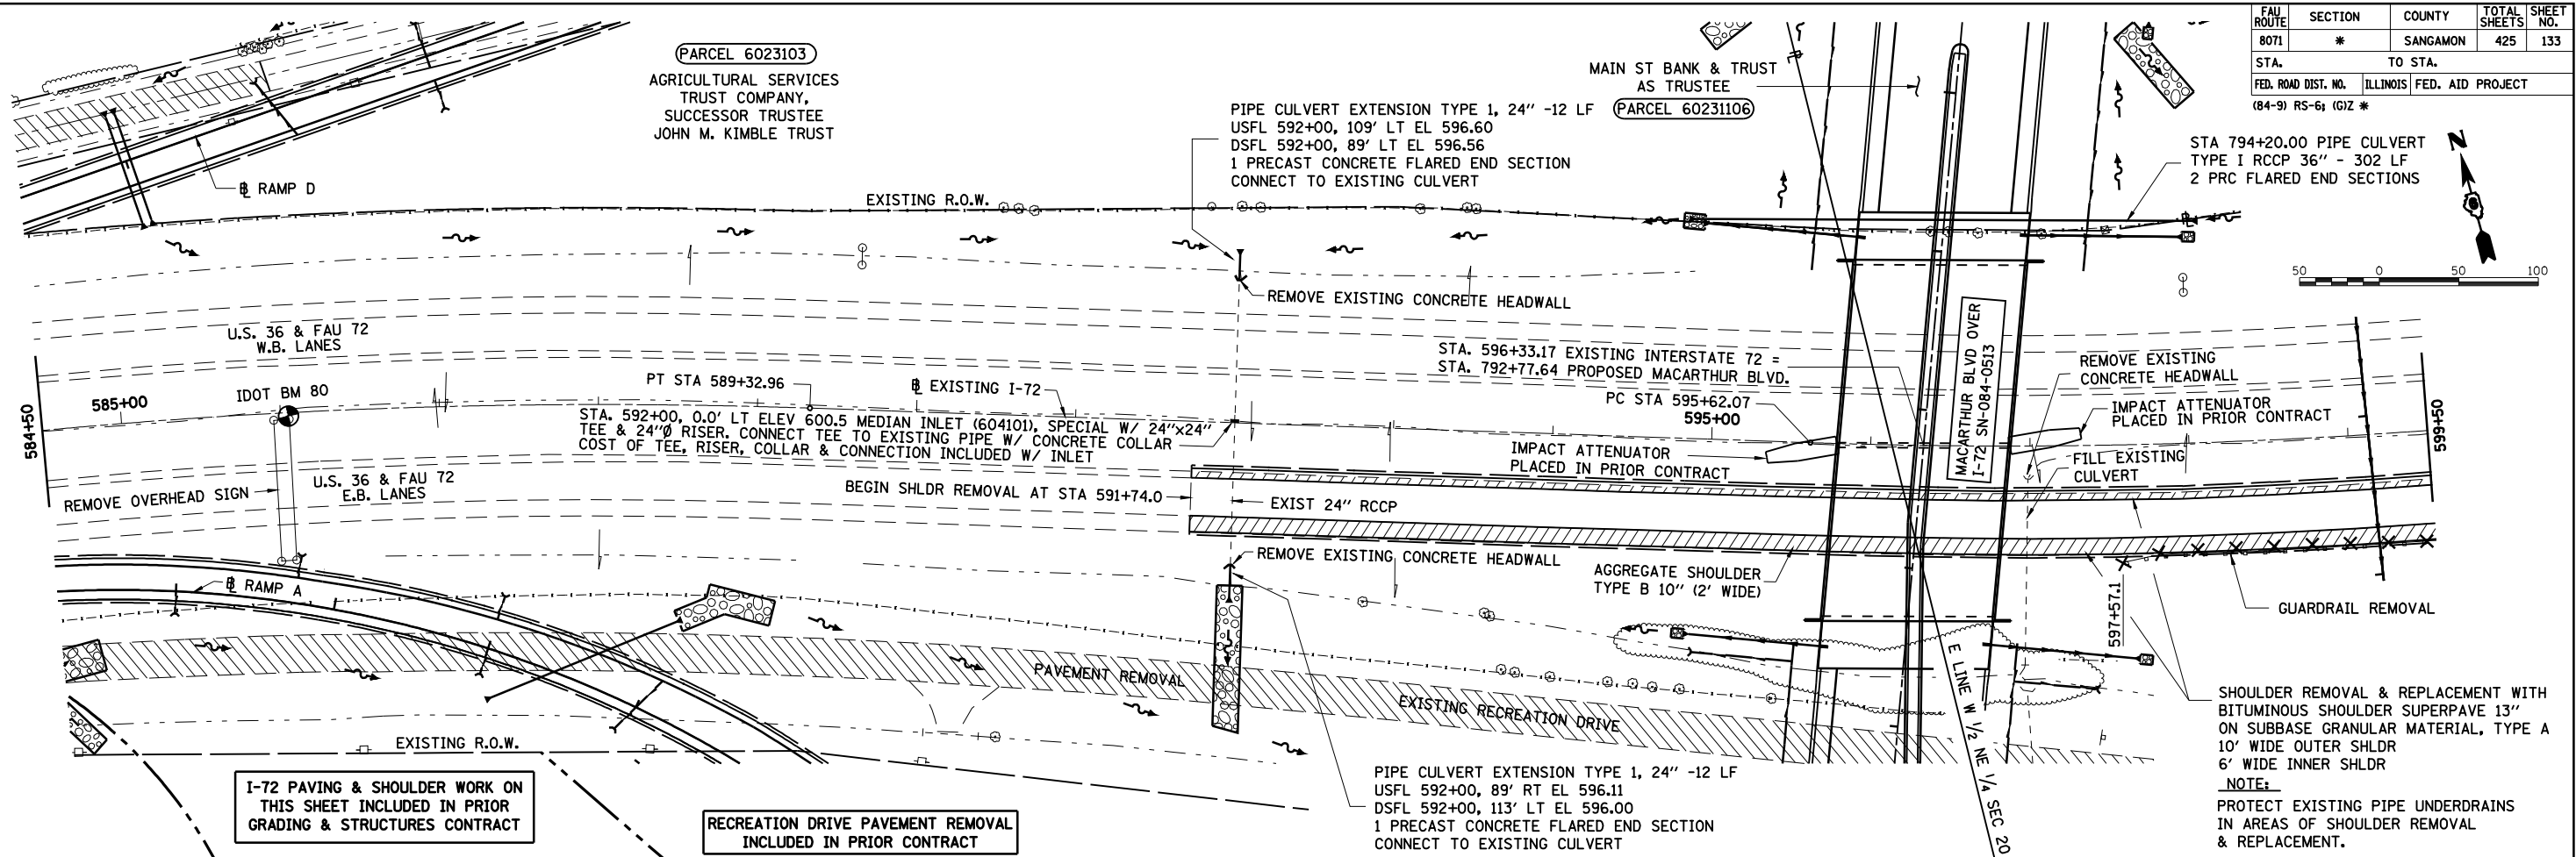 FAU ROUTE SECTION COUNTY TOTAL SHEETS SHEET NO.
8071 * SANGAMON 425 133
STA. TO STA.
FED. ROAD DIST. NO. ILLINOIS FED. AID PROJECT
(84-9) RS-6; (G)Z *
PARCEL 6023103
AGRICULTURAL SERVICES
TRUST COMPANY,
SUCCESSOR TRUSTEE
JOHN M. KIMBLE TRUST
MAIN ST BANK & TRUST
AS TRUSTEE
PARCEL 60231106
PIPE CULVERT EXTENSION TYPE 1, 24" -12 LF
USFL 592+00, 109' LT EL 596.60
DSFL 592+00, 89' LT EL 596.56
1 PRECAST CONCRETE FLARED END SECTION
CONNECT TO EXISTING CULVERT
STA 794+20.00 PIPE CULVERT
TYPE I RCCP 36" - 302 LF
2 PRC FLARED END SECTIONS
N
50 0 50 100
℄ RAMP D
EXISTING R.O.W.
REMOVE EXISTING CONCRETE HEADWALL
U.S. 36 & FAU 72
W.B. LANES
STA. 596+33.17 EXISTING INTERSTATE 72 =
STA. 792+77.64 PROPOSED MACARTHUR BLVD.
MACARTHUR BLVD OVER
I-72 SN-084-0513
REMOVE EXISTING
CONCRETE HEADWALL
584+50
585+00
IDOT BM 80
PT STA 589+32.96
℄ EXISTING I-72
PC STA 595+62.07
595+00
IMPACT ATTENUATOR
PLACED IN PRIOR CONTRACT
599+50
STA. 592+00, 0.0' LT ELEV 600.5 MEDIAN INLET (604101), SPECIAL W/ 24"x24"
TEE & 24"Ø RISER. CONNECT TEE TO EXISTING PIPE W/ CONCRETE COLLAR
COST OF TEE, RISER, COLLAR & CONNECTION INCLUDED W/ INLET
IMPACT ATTENUATOR
PLACED IN PRIOR CONTRACT
FILL EXISTING
CULVERT
REMOVE OVERHEAD SIGN
U.S. 36 & FAU 72
E.B. LANES
BEGIN SHLDR REMOVAL AT STA 591+74.0
EXIST 24" RCCP
REMOVE EXISTING CONCRETE HEADWALL
AGGREGATE SHOULDER
TYPE B 10" (2' WIDE)
℄ RAMP A
597+57.1
GUARDRAIL REMOVAL
PAVEMENT REMOVAL
EXISTING RECREATION DRIVE
E LINE W 1/2 NE 1/4 SEC 20
EXISTING R.O.W.
SHOULDER REMOVAL & REPLACEMENT WITH
BITUMINOUS SHOULDER SUPERPAVE 13"
ON SUBBASE GRANULAR MATERIAL, TYPE A
10' WIDE OUTER SHLDR
6' WIDE INNER SHLDR
NOTE:
PROTECT EXISTING PIPE UNDERDRAINS
IN AREAS OF SHOULDER REMOVAL
& REPLACEMENT.
I-72 PAVING & SHOULDER WORK ON
THIS SHEET INCLUDED IN PRIOR
GRADING & STRUCTURES CONTRACT
RECREATION DRIVE PAVEMENT REMOVAL
INCLUDED IN PRIOR CONTRACT
PIPE CULVERT EXTENSION TYPE 1, 24" -12 LF
USFL 592+00, 89' RT EL 596.11
DSFL 592+00, 113' LT EL 596.00
1 PRECAST CONCRETE FLARED END SECTION
CONNECT TO EXISTING CULVERT